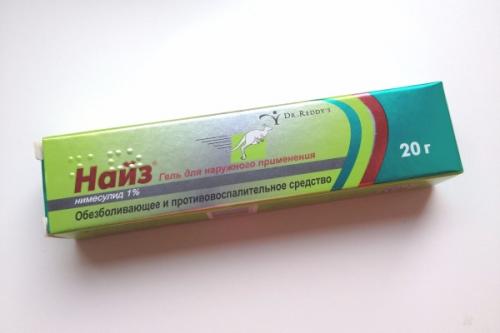 Dr. Reddy's
Найз®
Гель для наружного применения
нимесулид 1%
Обезболивающее и противовоспалительное средство
20 г